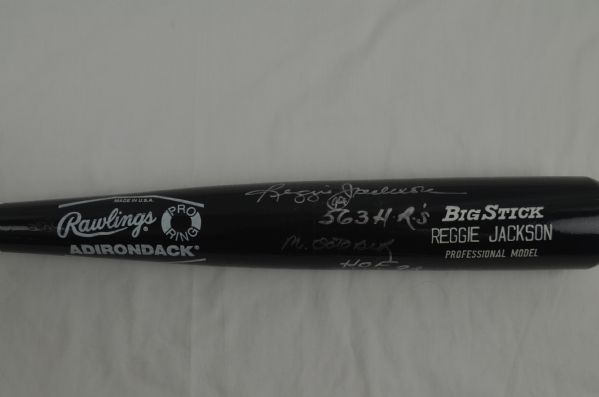 MADE IN U.S.A.
Rawlings
PRO RING
ADIRONDACK®
Reggie Jackson
563 H R's
M. OCTOBER
HOF
BIG STICK
REGGIE JACKSON
PROFESSIONAL MODEL